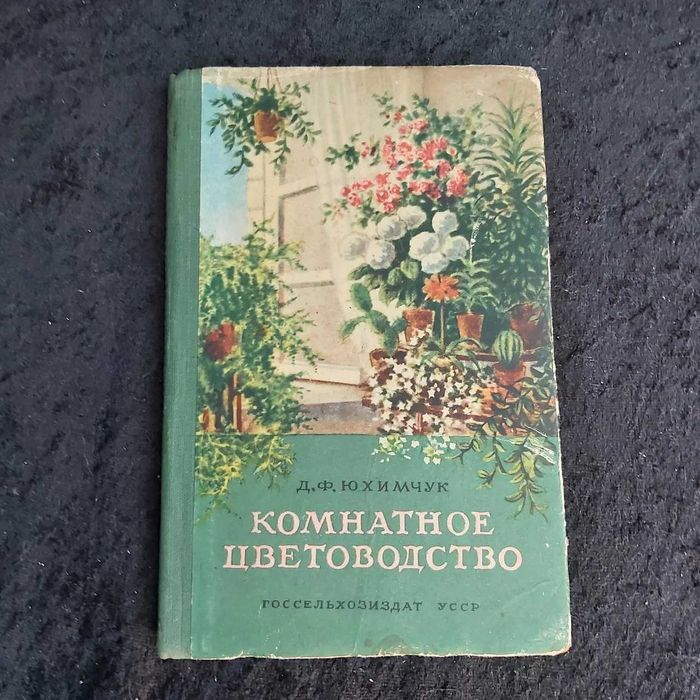 Д. Ф. ЮХИМЧУК
КОМНАТНОЕ
ЦВЕТОВОДСТВО
ГОССЕЛЬХОЗИЗДАТ УССР